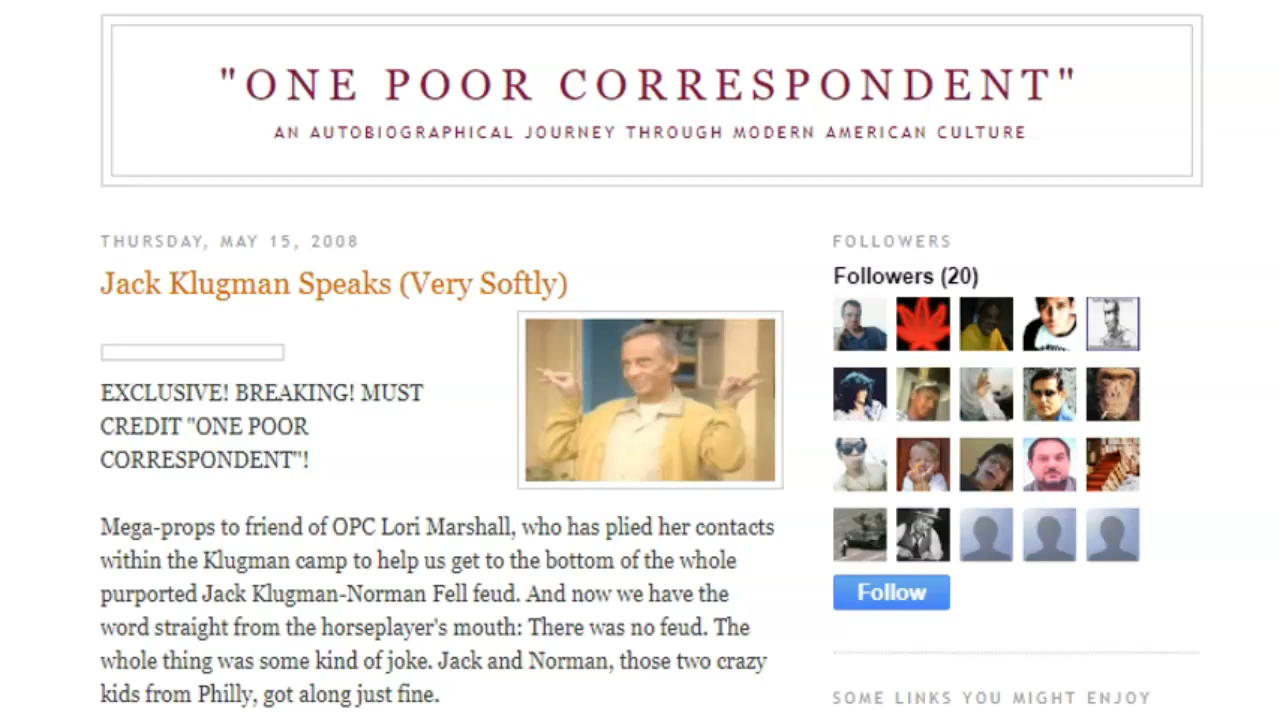 "ONE POOR CORRESPONDENT"
AN AUTOBIOGRAPHICAL JOURNEY THROUGH MODERN AMERICAN CULTURE
THURSDAY, MAY 15, 2008
Jack Klugman Speaks (Very Softly)
EXCLUSIVE! BREAKING! MUST
CREDIT "ONE POOR
CORRESPONDENT"!
Mega-props to friend of OPC Lori Marshall, who has plied her contacts
within the Klugman camp to help us get to the bottom of the whole
purported Jack Klugman-Norman Fell feud. And now we have the
word straight from the horseplayer's mouth: There was no feud. The
whole thing was some kind of joke. Jack and Norman, those two crazy
kids from Philly, got along just fine.
FOLLOWERS
Followers (20)
Follow
SOME LINKS YOU MIGHT ENJOY